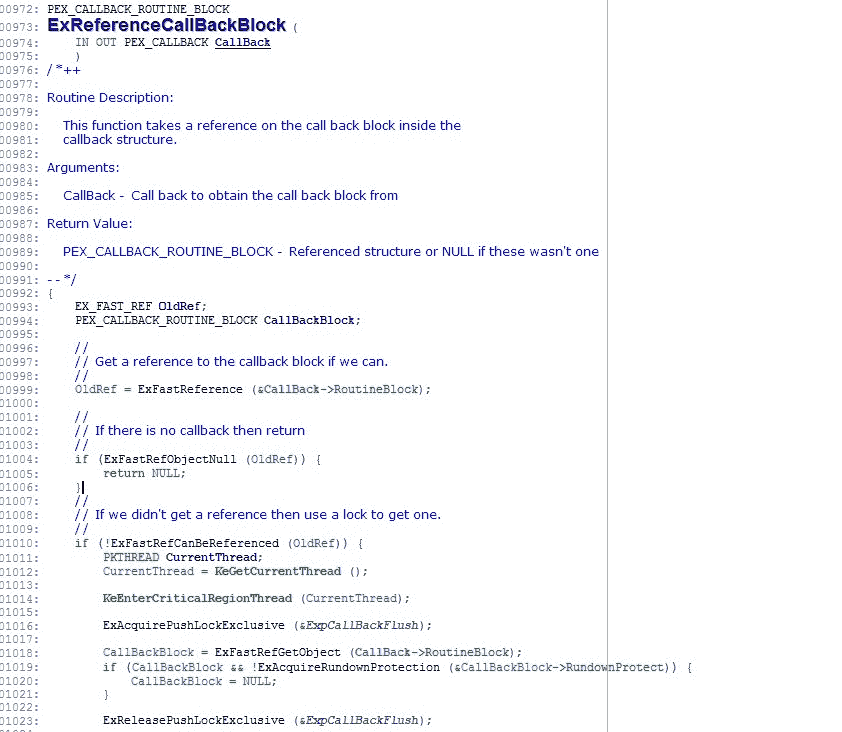 00972: PEX_CALLBACK_ROUTINE_BLOCK
00973: ExReferenceCallBackBlock (
00974:     IN OUT PEX_CALLBACK CallBack
00975:     )
00976: /*++
00977:
00978: Routine Description:
00979:
00980:     This function takes a reference on the call back block inside the
00981:     callback structure.
00982:
00983: Arguments:
00984:
00985:     CallBack - Call back to obtain the call back block from
00986:
00987: Return Value:
00988:
00989:     PEX_CALLBACK_ROUTINE_BLOCK - Referenced structure or NULL if these wasn't one
00990:
00991: --*/
00992: {
00993:     EX_FAST_REF OldRef;
00994:     PEX_CALLBACK_ROUTINE_BLOCK CallBackBlock;
00995:
00996:     //
00997:     // Get a reference to the callback block if we can.
00998:     //
00999:     OldRef = ExFastReference (&CallBack->RoutineBlock);
01000:
01001:     //
01002:     // If there is no callback then return
01003:     //
01004:     if (ExFastRefObjectNull (OldRef)) {
01005:         return NULL;
01006:     }
01007:     //
01008:     // If we didn't get a reference then use a lock to get one.
01009:     //
01010:     if (!ExFastRefCanBeReferenced (OldRef)) {
01011:         PKTHREAD CurrentThread;
01012:         CurrentThread = KeGetCurrentThread ();
01013:
01014:         KeEnterCriticalRegionThread (CurrentThread);
01015:
01016:         ExAcquirePushLockExclusive (&ExpCallBackFlush);
01017:
01018:         CallBackBlock = ExFastRefGetObject (CallBack->RoutineBlock);
01019:         if (CallBackBlock && !ExAcquireRundownProtection (&CallBackBlock->RundownProtect)) {
01020:             CallBackBlock = NULL;
01021:         }
01022:
01023:         ExReleasePushLockExclusive (&ExpCallBackFlush);